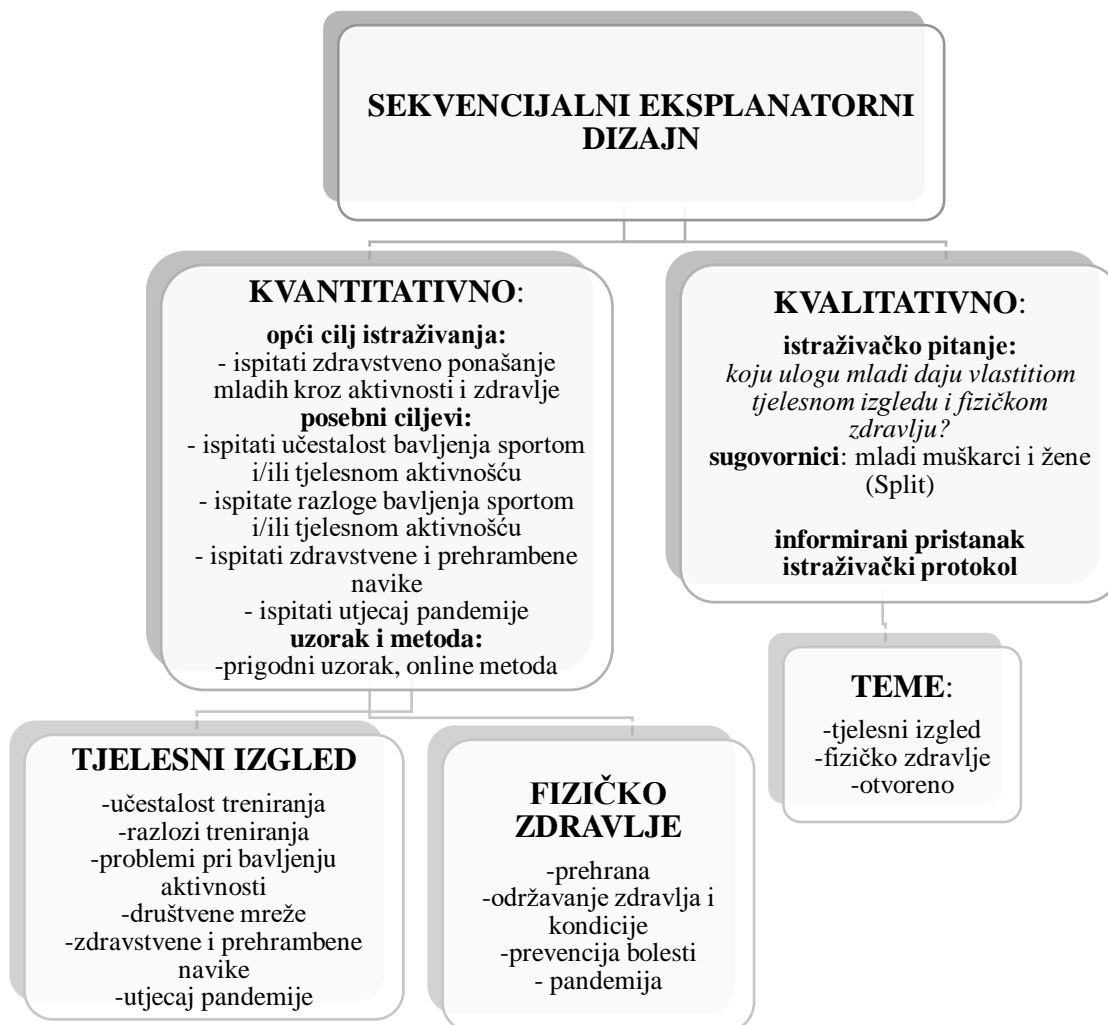 SEKVENCIJALNI EKSPLANATORNI
DIZAJN
KVANTITATIVNO:
opći cilj istraživanja:
- ispitati zdravstveno ponašanje
mladih kroz aktivnosti i zdravlje
posebni ciljevi:
- ispitati učestalost bavljenja sportom
i/ili tjelesnom aktivnošću
- ispitate razloge bavljenja sportom
i/ili tjelesnom aktivnošću
- ispitati zdravstvene i prehrambene
navike
- ispitati utjecaj pandemije
uzorak i metoda:
-prigodni uzorak, online metoda
KVALITATIVNO:
istraživačko pitanje:
koju ulogu mladi daju vlastitiom
tjelesnom izgledu i fizičkom
zdravlju?
sugovornici: mladi muškarci i žene
(Split)
informirani pristanak
istraživački protokol
TJELESNI IZGLED
-učestalost treniranja
-razlozi treniranja
-problemi pri bavljenju
aktivnosti
-društvene mreže
-zdravstvene i prehrambene
navike
-utjecaj pandemije
FIZIČKO
ZDRAVLJE
-prehrana
-održavanje zdravlja i
kondicije
-prevencija bolesti
- pandemija
TEME:
-tjelesni izgled
-fizičko zdravlje
-otvoreno